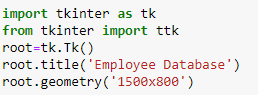 import tkinter as tk
from tkinter import ttk
root=tk.Tk()
root.title('Employee Database')
root.geometry('1500x800')